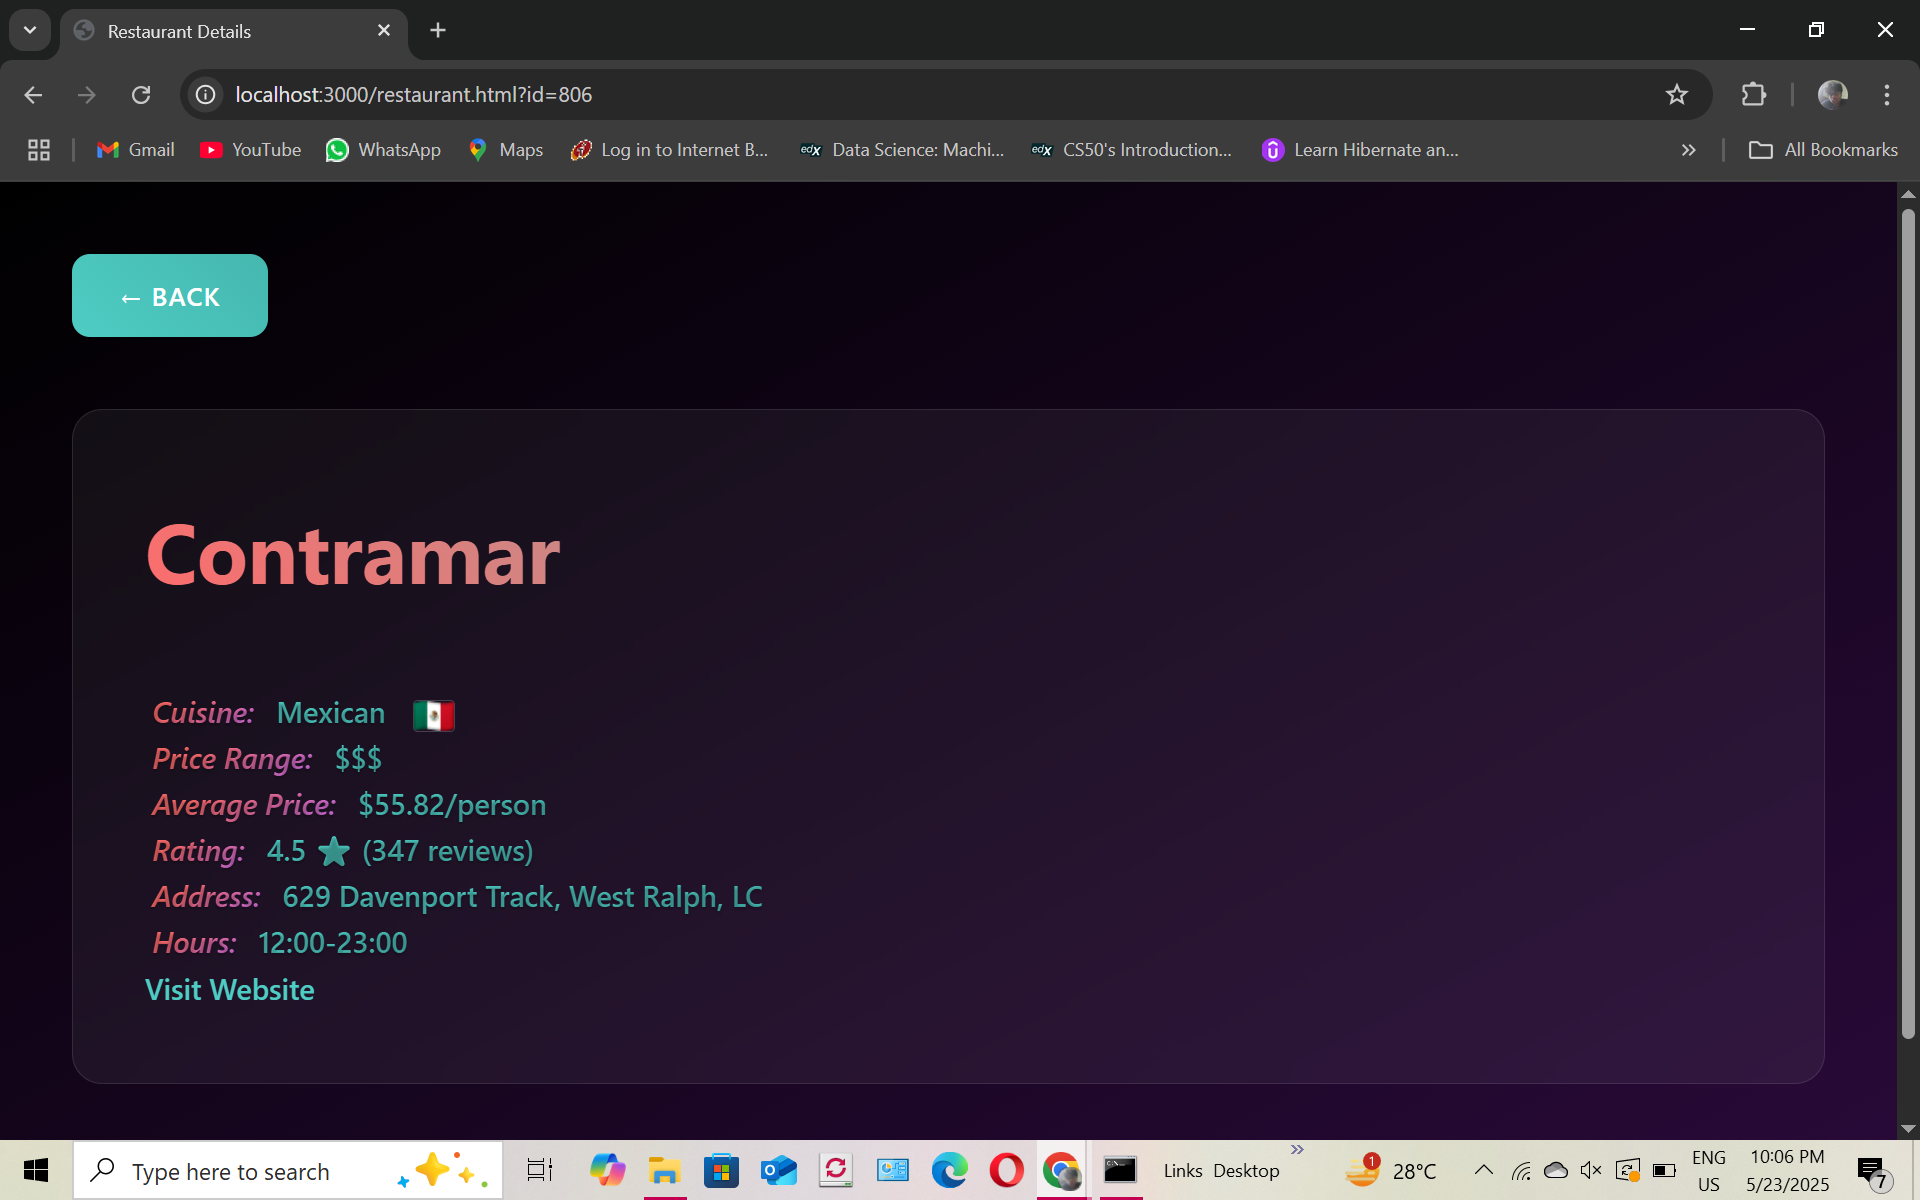 Restaurant Details
localhost:3000/restaurant.html?id=806
Gmail YouTube WhatsApp Maps Log in to Internet B... edX Data Science: Machi... edX CS50's Introduction... Learn Hibernate an... All Bookmarks
← BACK
Contramar
Cuisine: Mexican
Price Range: $$$
Average Price: $55.82/person
Rating: 4.5 ★ (347 reviews)
Address: 629 Davenport Track, West Ralph, LC
Hours: 12:00-23:00
Visit Website
Type here to search
Links Desktop
1
28°C
ENG
US
10:06 PM
5/23/2025
7